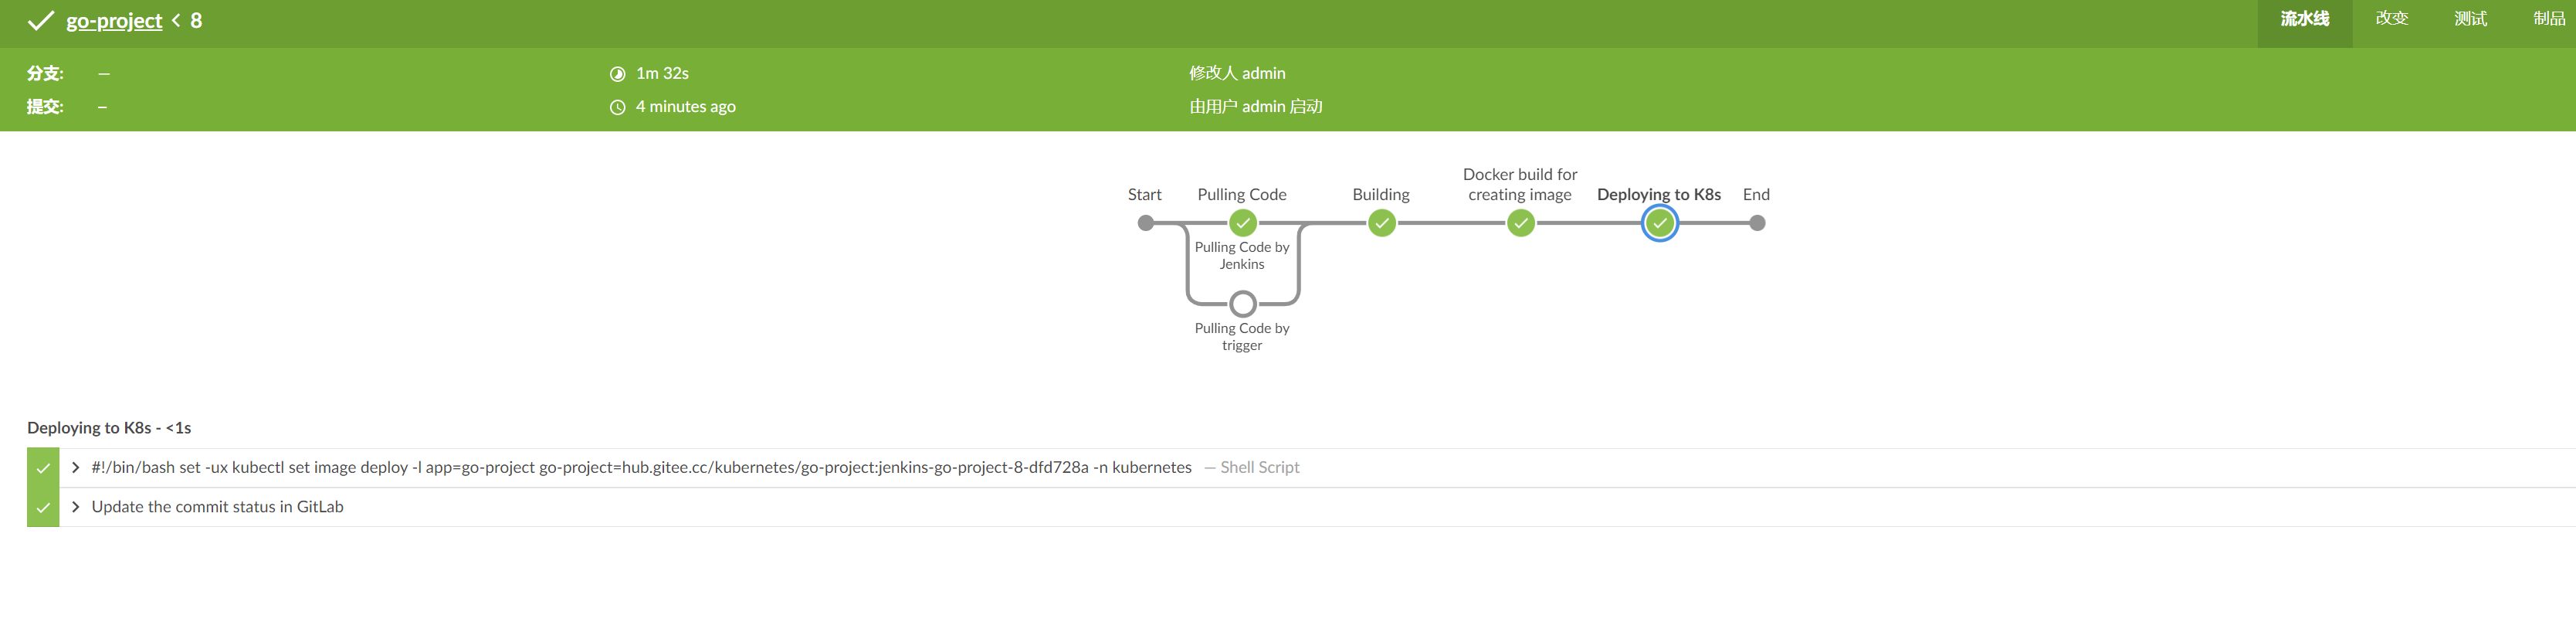 go-project < 8
流水线 改变 测试 制品
分支: —
1m 32s
修改人 admin
提交: –
4 minutes ago
由用户 admin 启动
Start
Pulling Code
Building
Docker build for
creating image
Deploying to K8s
End
Pulling Code by
Jenkins
Pulling Code by
trigger
Deploying to K8s - <1s
#!/bin/bash set -ux kubectl set image deploy -l app=go-project go-project=hub.gitee.cc/kubernetes/go-project:jenkins-go-project-8-dfd728a -n kubernetes — Shell Script
Update the commit status in GitLab